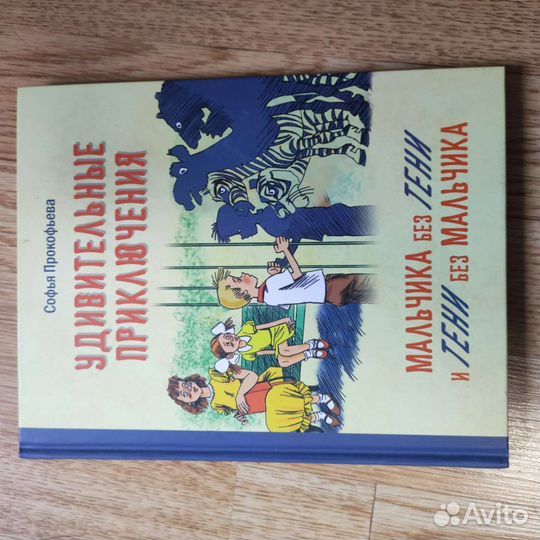 Софья Прокофьева
УДИВИТЕЛЬНЫЕ
ПРИКЛЮЧЕНИЯ
МАЛЬЧИКА БЕЗ ТЕНИ
И ТЕНИ БЕЗ МАЛЬЧИКА
Avito